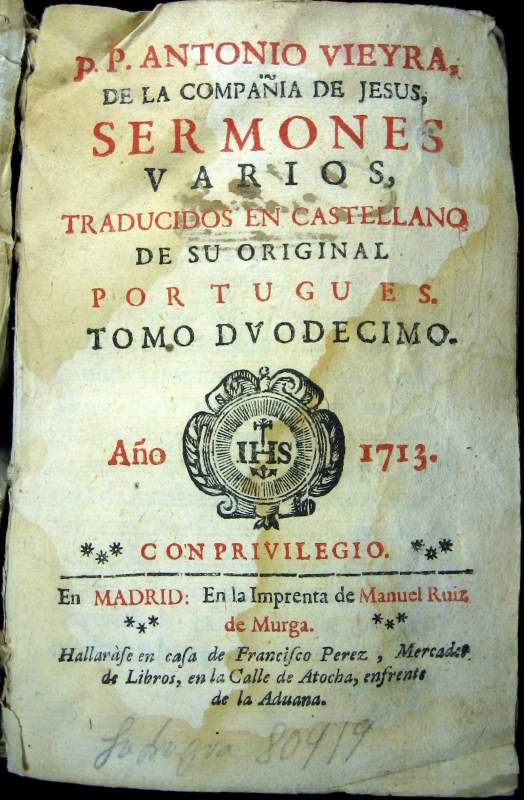 P. P. ANTONIO VIEYRA,
DE LA COMPAÑIA DE JESUS,
SERMONES
VARIOS,
TRADUCIDOS EN CASTELLANO
DE SU ORIGINAL
PORTUGUES.
TOMO DVODECIMO.
IHS
Año 1713.
*** CON PRIVILEGIO. ***
En MADRID: En la Imprenta de Manuel Ruiz
*** de Murga. ***
Hallaràse en caſa de Franciſco Perez, Mercader
de Libros, en la Calle de Atocha, enfrente
de la Aduana.